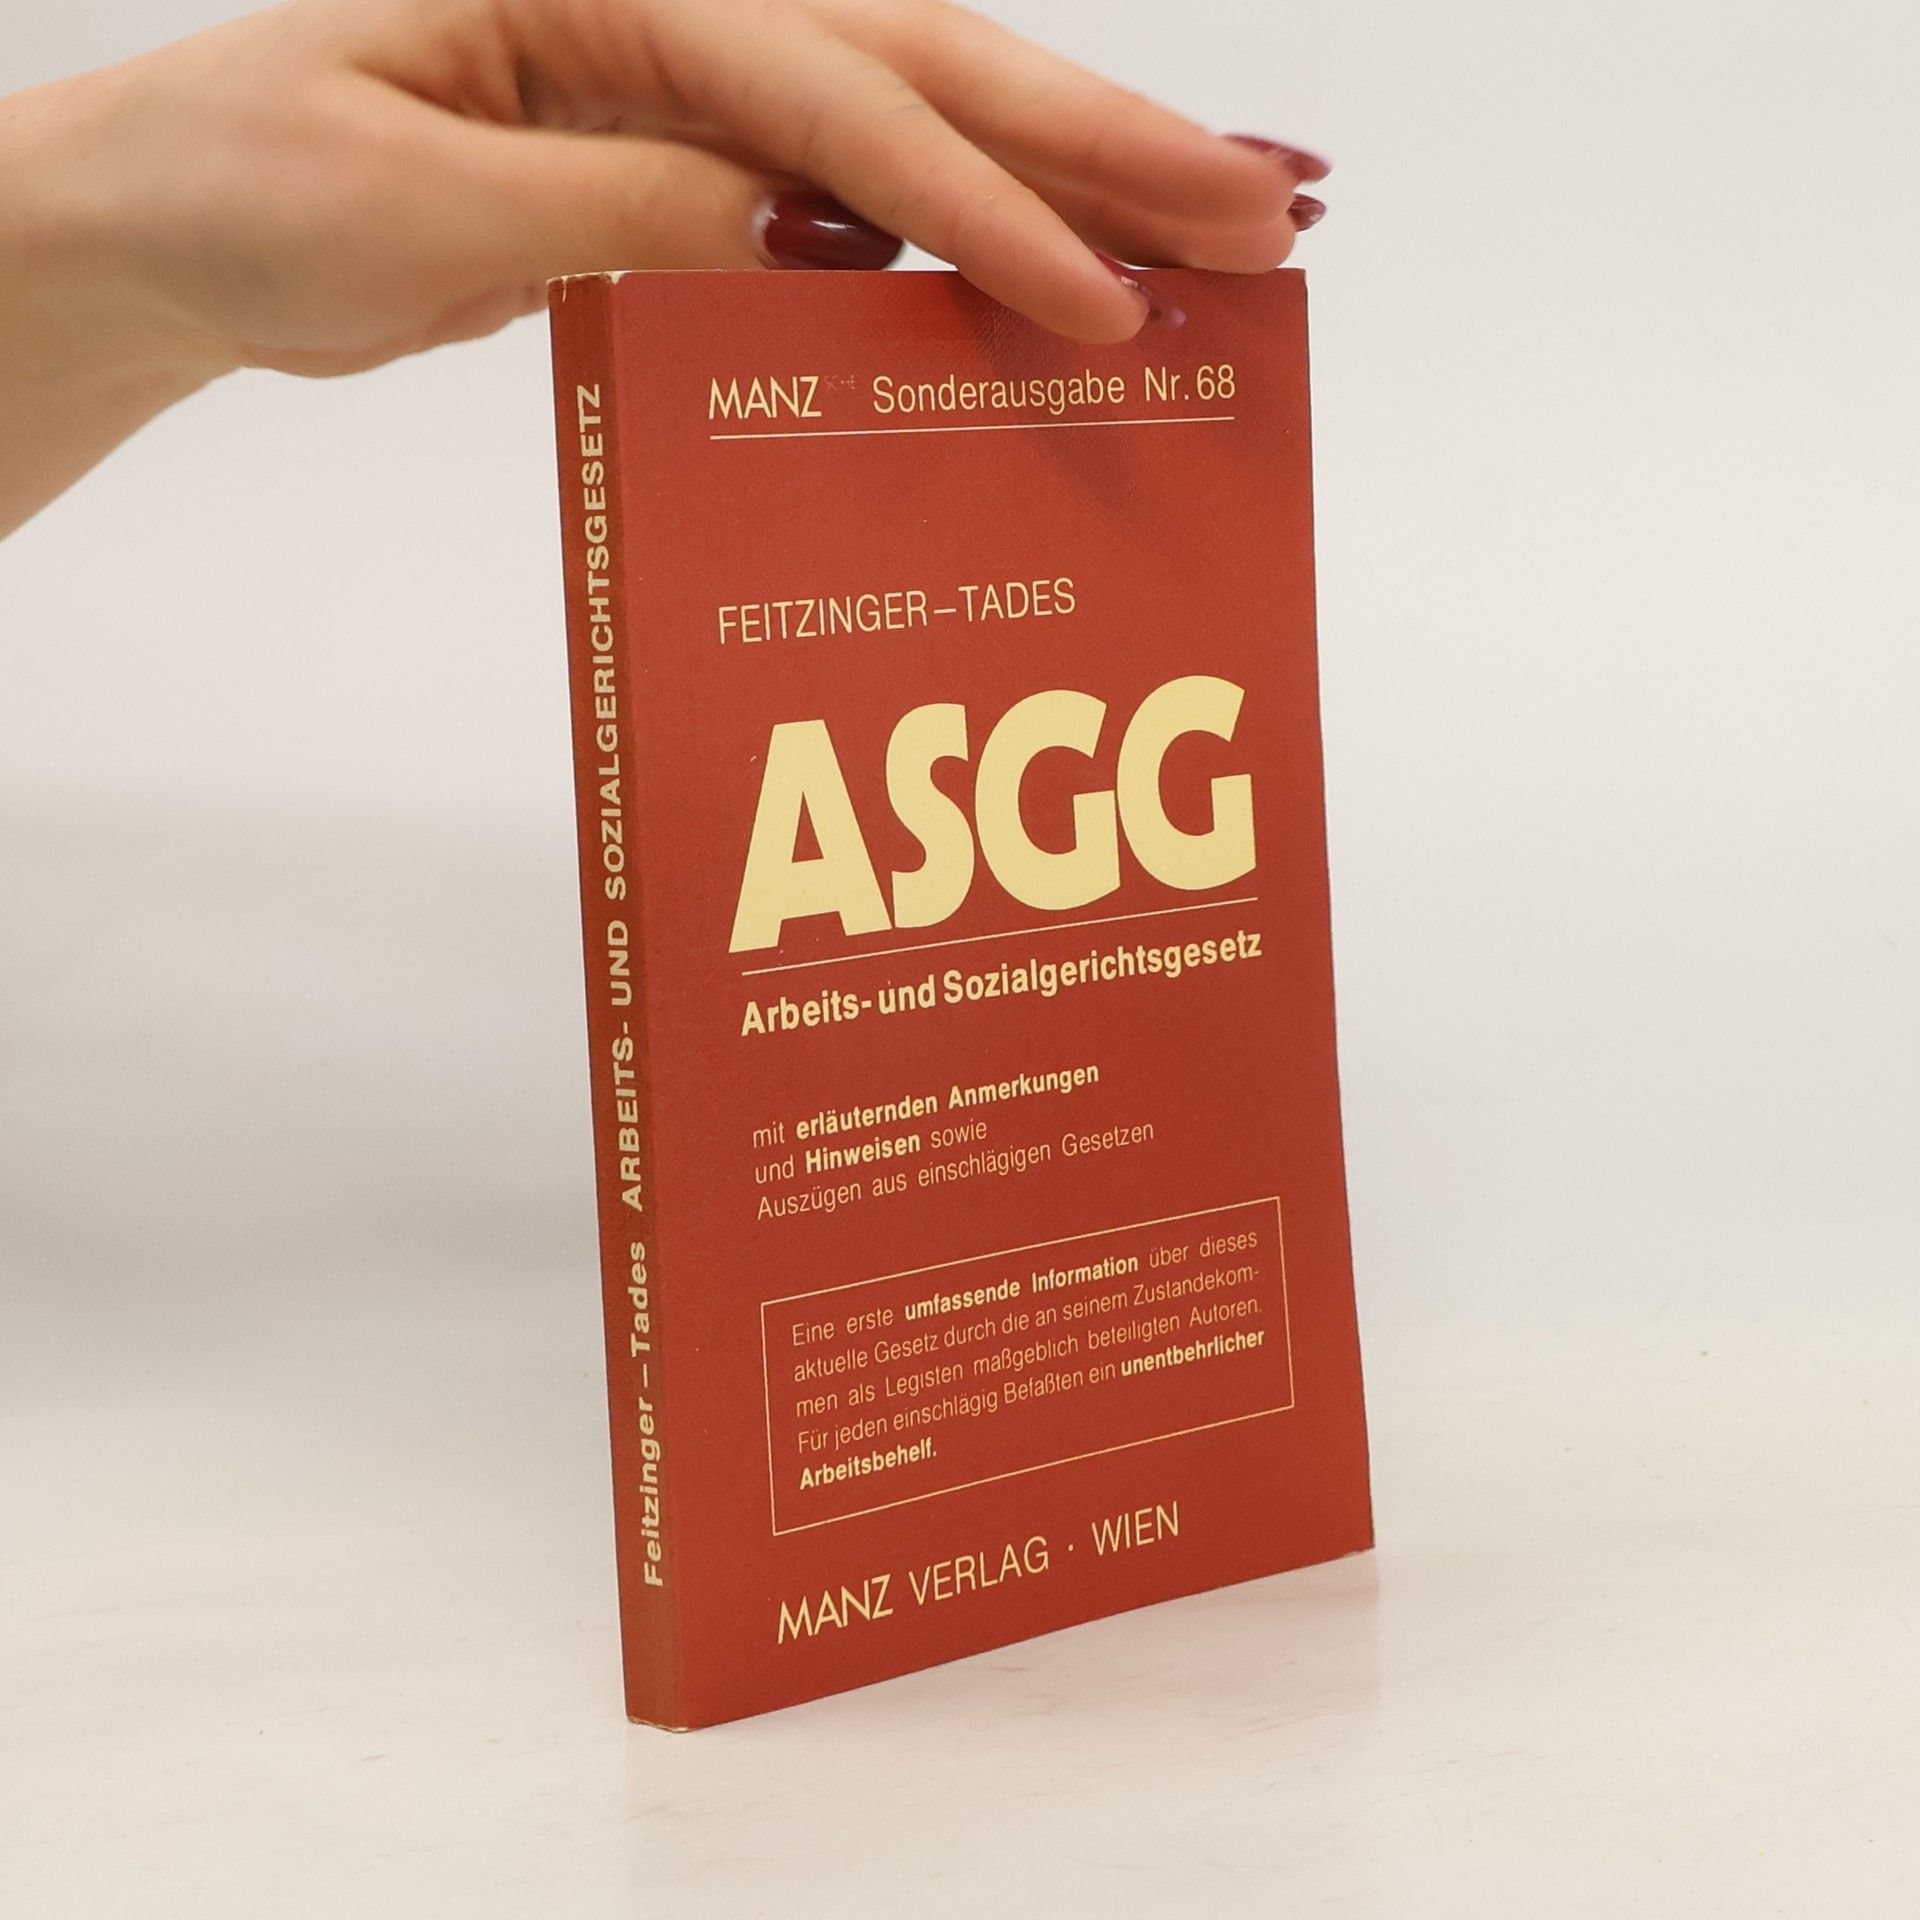 MANZSCHE Sonderausgabe Nr. 68
FEITZINGER–TADES
ASGG
Arbeits- und Sozialgerichtsgesetz
mit erläuternden Anmerkungen
und Hinweisen sowie
Auszügen aus einschlägigen Gesetzen
Eine erste umfassende Information über dieses
aktuelle Gesetz durch die an seinem Zustandekom-
men als Legisten maßgeblich beteiligten Autoren.
Für jeden einschlägig Befaßten ein unentbehrlicher
Arbeitsbehelf.
MANZ VERLAG · WIEN
Feitzinger–Tades ARBEITS- UND SOZIALGERICHTSGESETZ